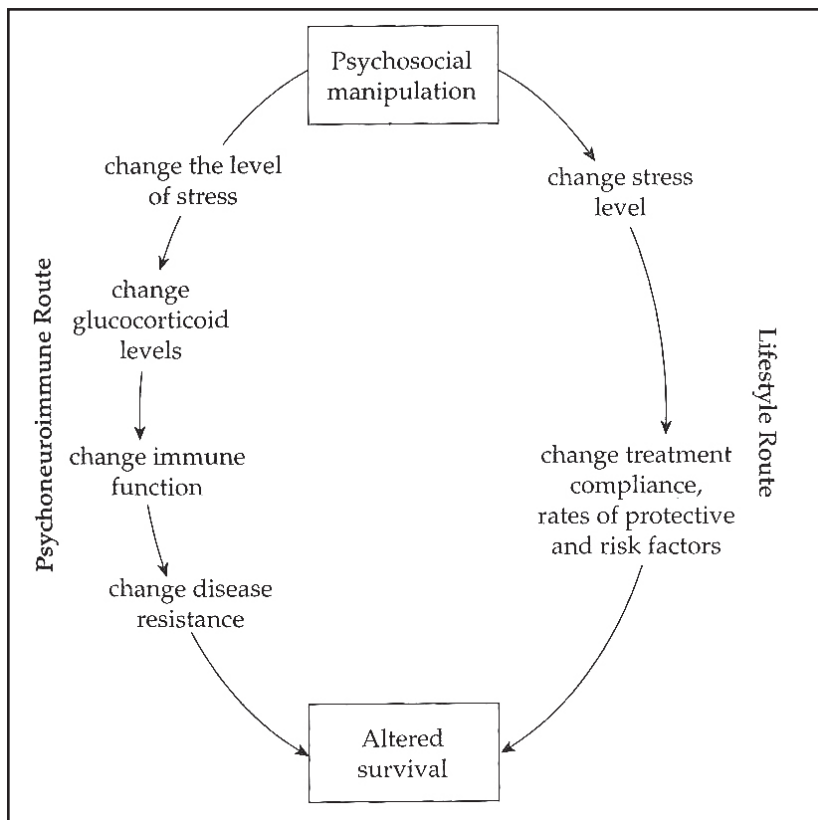 Psychosocial
manipulation
change the level
of stress
change
glucocorticoid
levels
change immune
function
change disease
resistance
Psychoneuroimmune Route
change stress
level
change treatment
compliance,
rates of protective
and risk factors
Lifestyle Route
Altered
survival